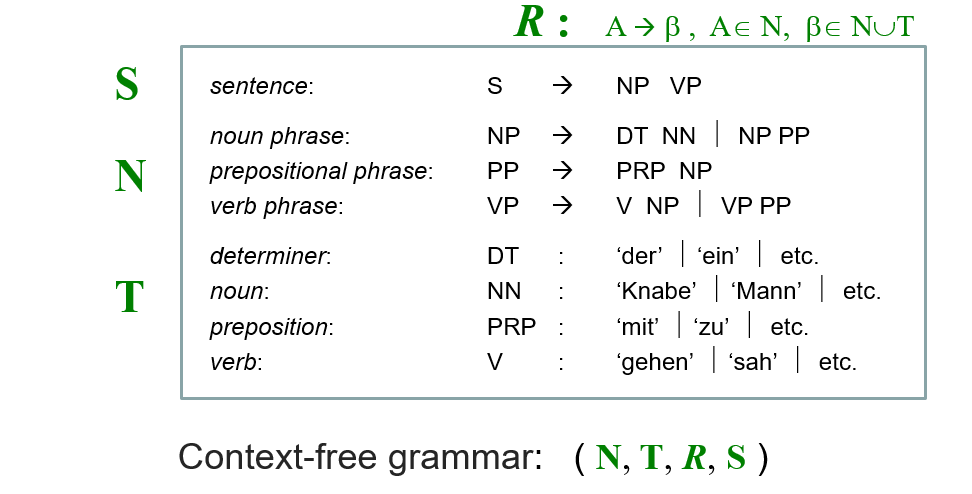 R : A → β , A ∈ N, β ∈ N∪T
S
sentence: S → NP VP
noun phrase: NP → DT NN | NP PP
N
prepositional phrase: PP → PRP NP
verb phrase: VP → V NP | VP PP
determiner: DT : ‘der’ | ‘ein’ | etc.
T
noun: NN : ‘Knabe’ | ‘Mann’ | etc.
preposition: PRP : ‘mit’ | ‘zu’ | etc.
verb: V : ‘gehen’ | ‘sah’ | etc.
Context-free grammar: ( N, T, R, S )